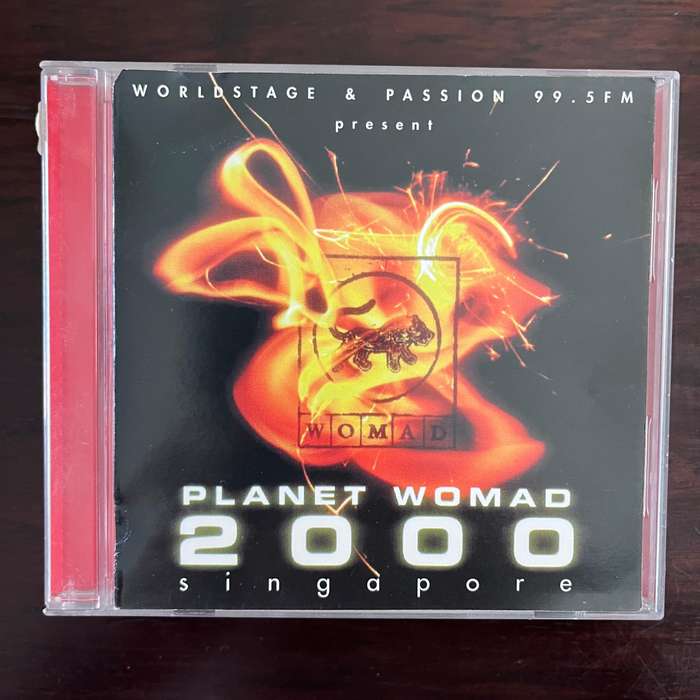 WORLDSTAGE & PASSION 99.5FM
present
WOMAD
PLANET WOMAD
2000
singapore